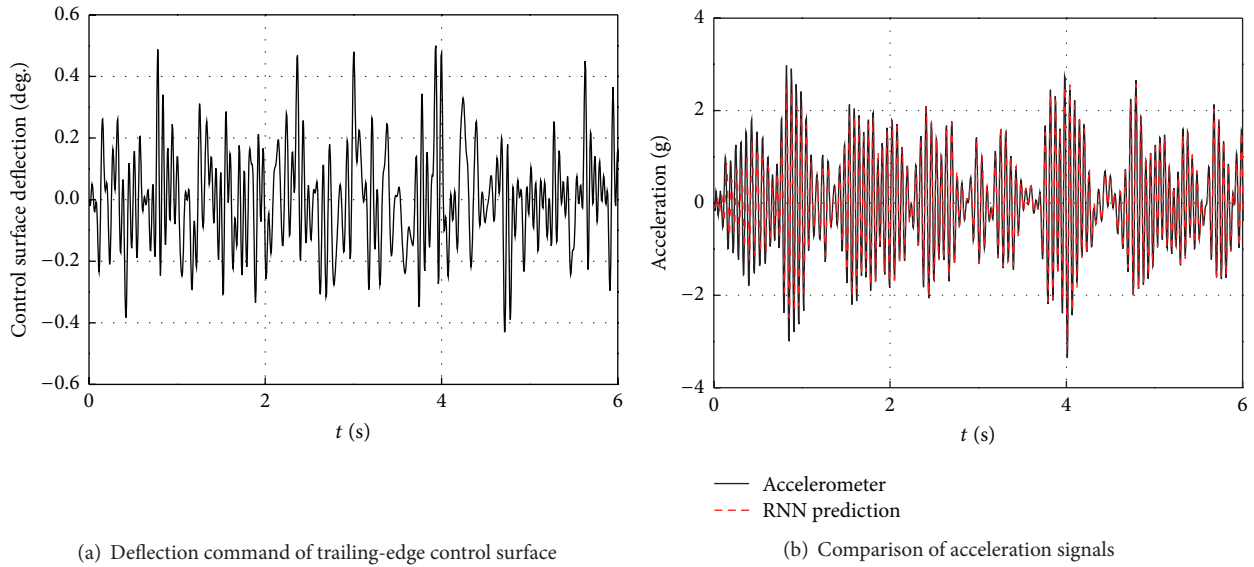 0.6
0.4
0.2
0.0
−0.2
−0.4
−0.6
Control surface deflection (deg.)
0 2 4 6
t (s)
(a) Deflection command of trailing-edge control surface
4
2
0
−2
−4
Acceleration (g)
0 2 4 6
t (s)
Accelerometer
RNN prediction
(b) Comparison of acceleration signals